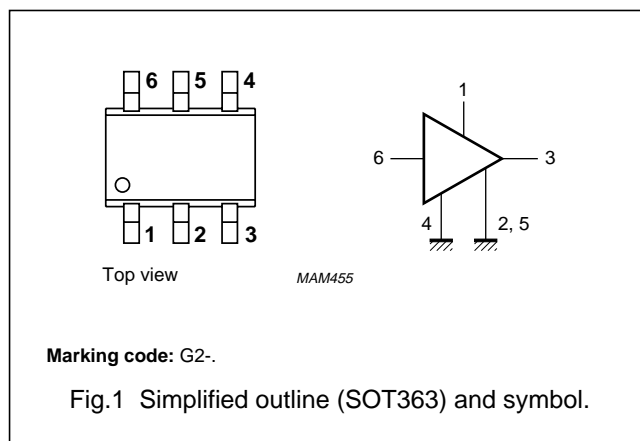 6 5 4
1 2 3
Top view
1
6
3
4
2, 5
MAM455
Marking code: G2-.
Fig.1 Simplified outline (SOT363) and symbol.